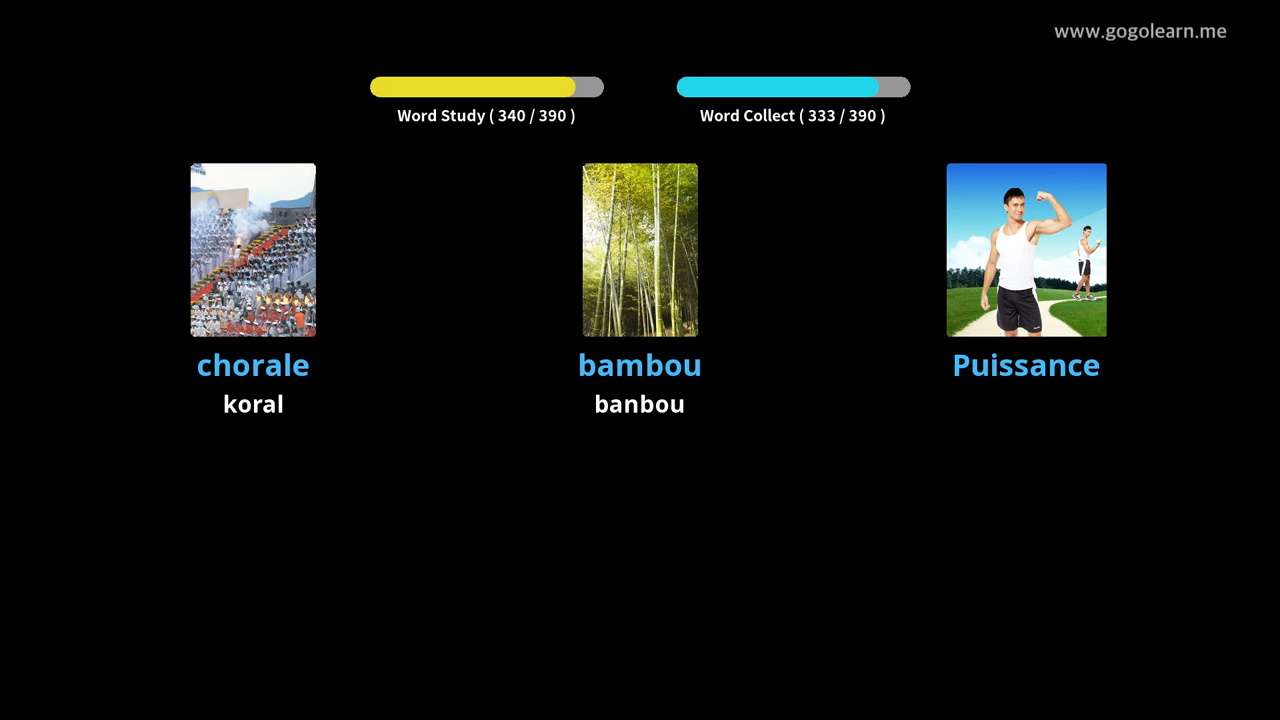 www.gogolearn.me
Word Study ( 340 / 390 )
Word Collect ( 333 / 390 )
chorale
bambou
Puissance
koral
banbou